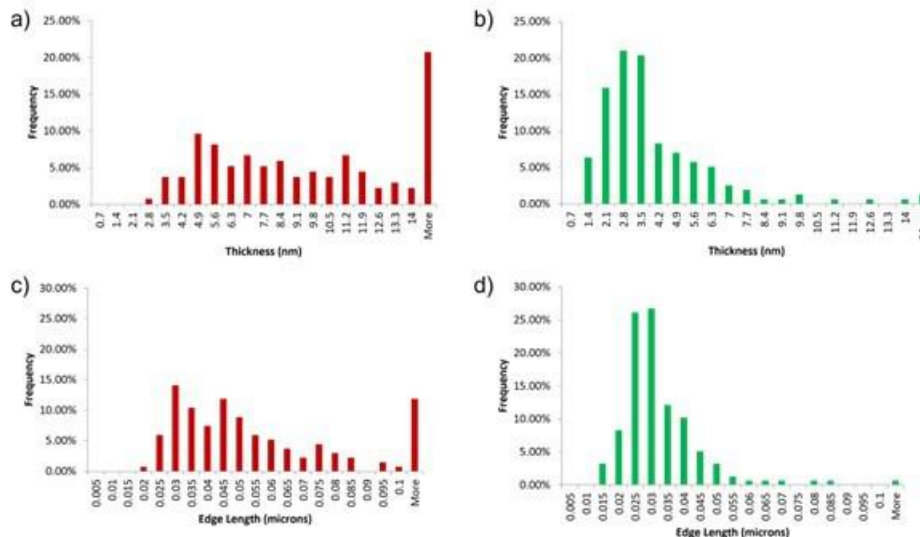 a)
25.00%
20.00%
15.00%
10.00%
5.00%
0.00%
Frequency
0.7 1.4 2.1 2.8 3.5 4.2 4.9 5.6 6.3 7 7.7 8.4 9.1 9.8 10.5 11.2 11.9 12.6 13.3 14 More
Thickness (nm)
b)
25.00%
20.00%
15.00%
10.00%
5.00%
0.00%
Frequency
0.7 1.4 2.1 2.8 3.5 4.2 4.9 5.6 6.3 7 7.7 8.4 9.1 9.8 10.5 11.2 11.9 12.6 13.3 14
Thickness (nm)
c)
30.00%
25.00%
20.00%
15.00%
10.00%
5.00%
0.00%
Frequency
0.005 0.01 0.015 0.02 0.025 0.03 0.035 0.04 0.045 0.05 0.055 0.06 0.065 0.07 0.075 0.08 0.085 0.09 0.095 0.1 More
Edge Length (microns)
d)
30.00%
25.00%
20.00%
15.00%
10.00%
5.00%
0.00%
Frequency
0.005 0.01 0.015 0.02 0.025 0.03 0.035 0.04 0.045 0.05 0.055 0.06 0.065 0.07 0.075 0.08 0.085 0.09 0.095 0.1 More
Edge Length (microns)